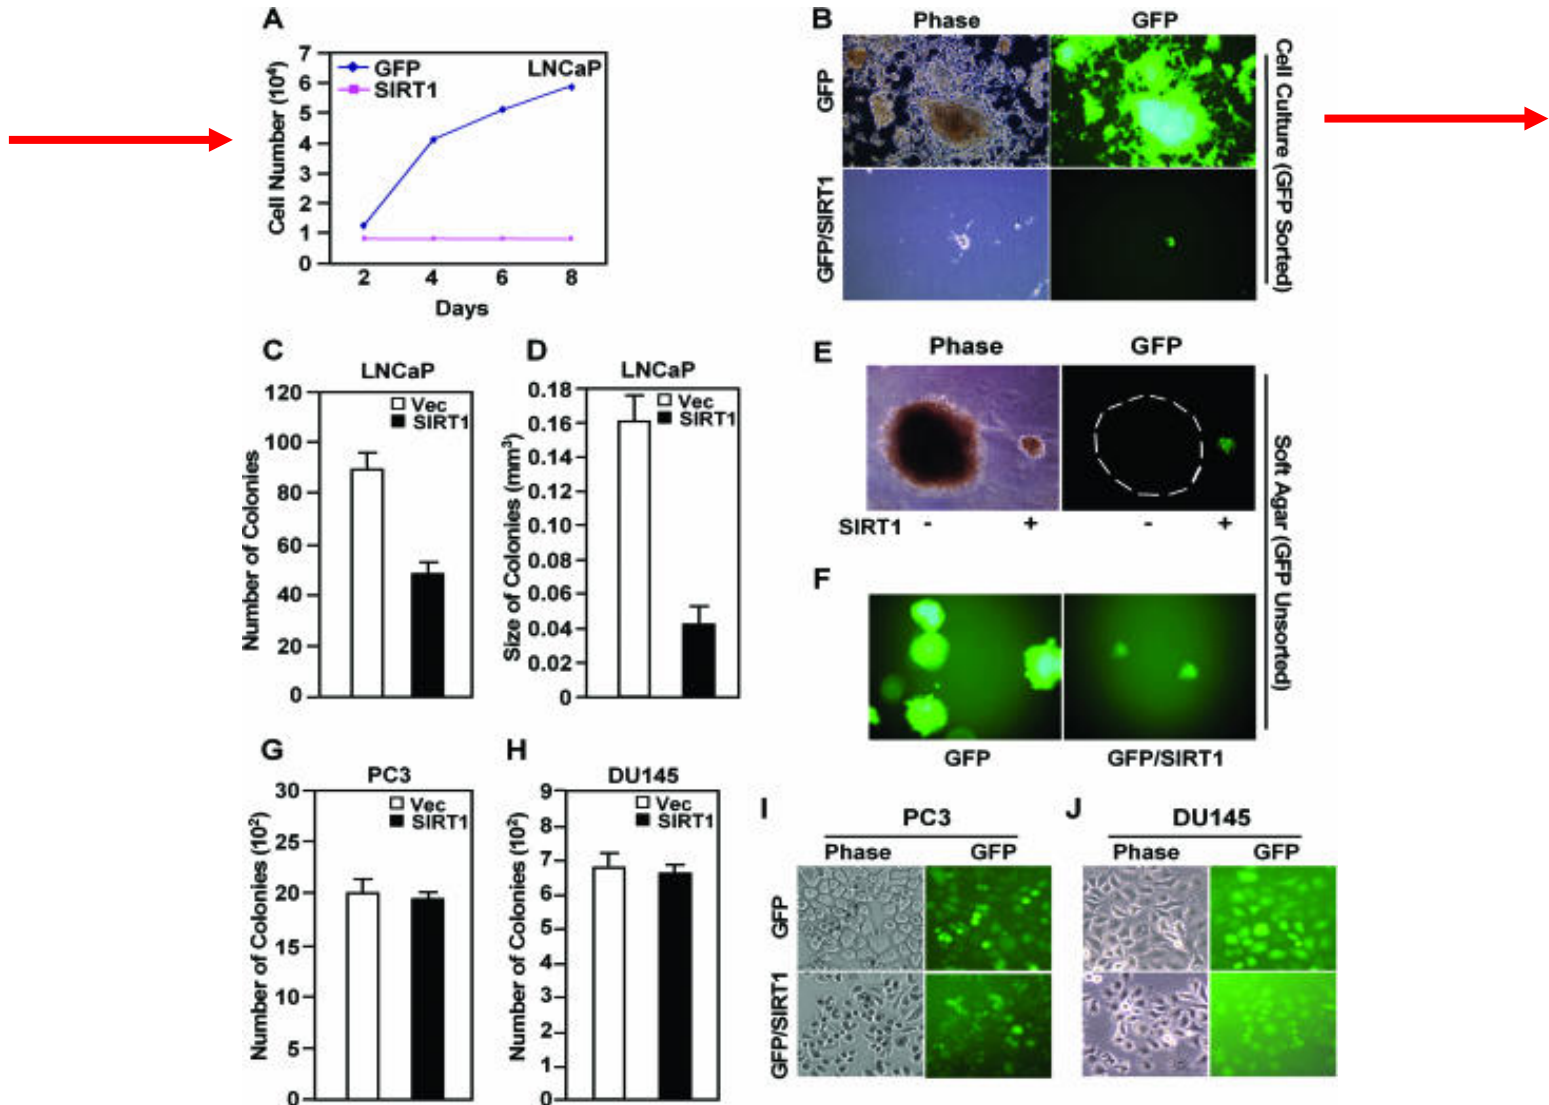 A
7
6
5
4
3
2
1
0
Cell Number (10⁴)
GFP
SIRT1
LNCaP
2 4 6 8
Days
B
Phase GFP
GFP
GFP/SIRT1
Cell Culture (GFP Sorted)
C
LNCaP
120
100
80
60
40
20
0
Number of Colonies
Vec
SIRT1
D
LNCaP
0.18
0.16
0.14
0.12
0.10
0.08
0.06
0.04
0.02
0
Size of Colonies (mm³)
Vec
SIRT1
E
Phase GFP
SIRT1 - + - +
Soft Agar (GFP Unsorted)
F
GFP GFP/SIRT1
G
PC3
30
25
20
15
10
5
0
Number of Colonies (10²)
Vec
SIRT1
H
DU145
9
8
7
6
5
4
3
2
1
0
Number of Colonies (10²)
Vec
SIRT1
I
PC3
Phase GFP
GFP
GFP/SIRT1
J
DU145
Phase GFP